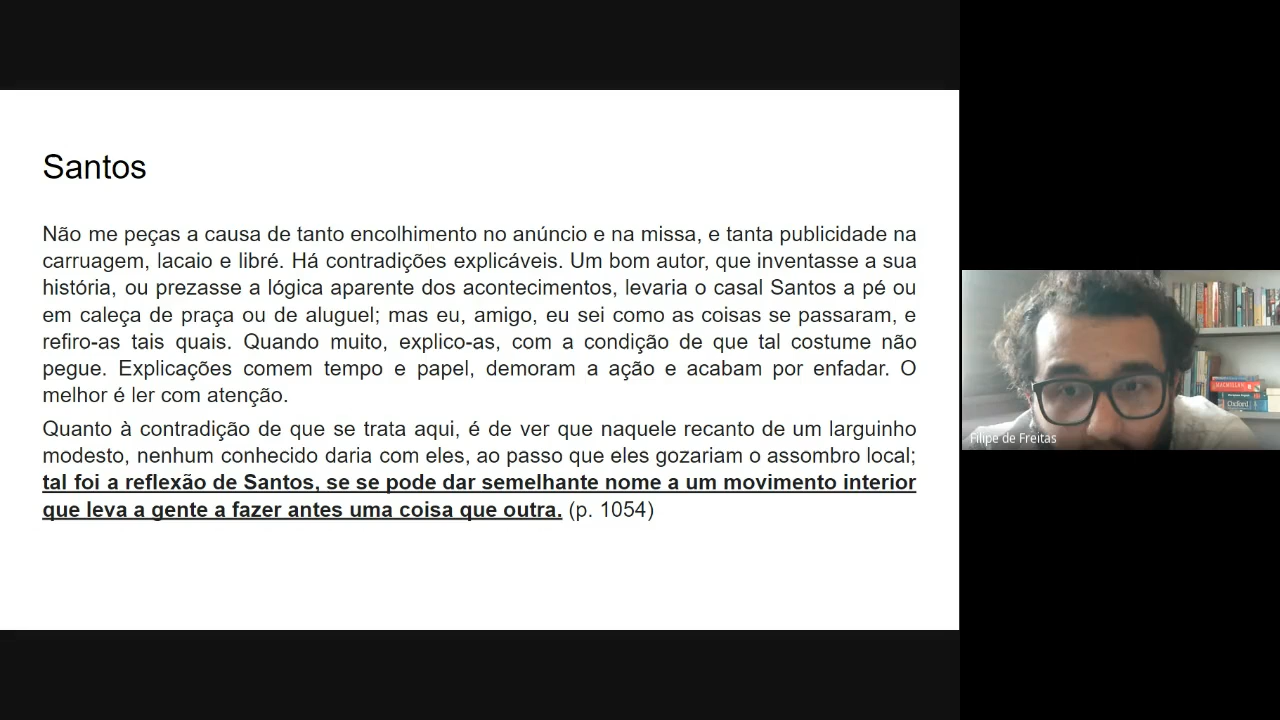 Santos
Não me peças a causa de tanto encolhimento no anúncio e na missa, e tanta publicidade na
carruagem, lacaio e libré. Há contradições explicáveis. Um bom autor, que inventasse a sua
história, ou prezasse a lógica aparente dos acontecimentos, levaria o casal Santos a pé ou
em caleça de praça ou de aluguel; mas eu, amigo, eu sei como as coisas se passaram, e
refiro-as tais quais. Quando muito, explico-as, com a condição de que tal costume não
pegue. Explicações comem tempo e papel, demoram a ação e acabam por enfadar. O
melhor é ler com atenção.
Quanto à contradição de que se trata aqui, é de ver que naquele recanto de um larguinho
modesto, nenhum conhecido daria com eles, ao passo que eles gozariam o assombro local;
tal foi a reflexão de Santos, se se pode dar semelhante nome a um movimento interior
que leva a gente a fazer antes uma coisa que outra. (p. 1054)
MACMILLAN
Oxford
Filipe de Freitas